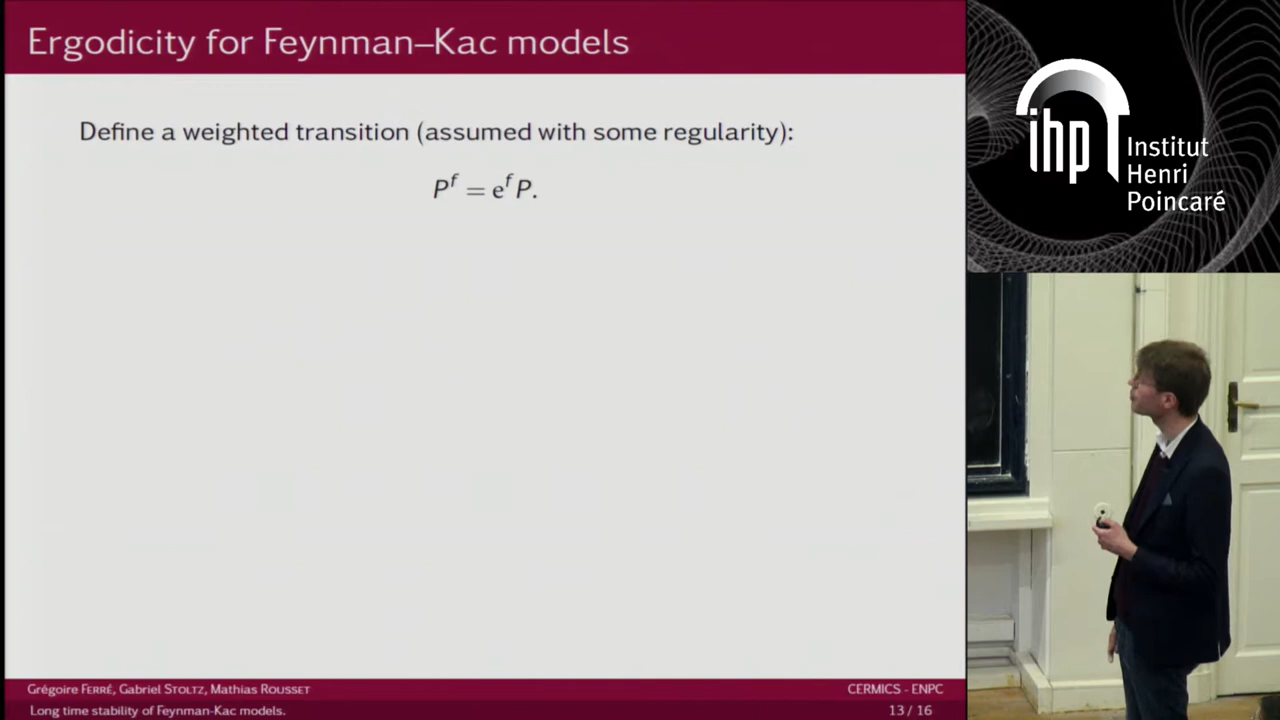 Ergodicity for Feynman–Kac models
Define a weighted transition (assumed with some regularity):
P^f = e^f P.
Grégoire Ferré, Gabriel Stoltz, Mathias Rousset
CERMICS - ENPC
Long time stability of Feynman-Kac models.
13 / 16
ihp
Institut
Henri
Poincaré